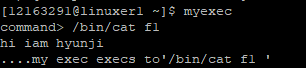 [12163291@linuxer1 ~]$ myexec
command> /bin/cat f1
hi iam hyunji
....my exec execs to'/bin/cat f1 '